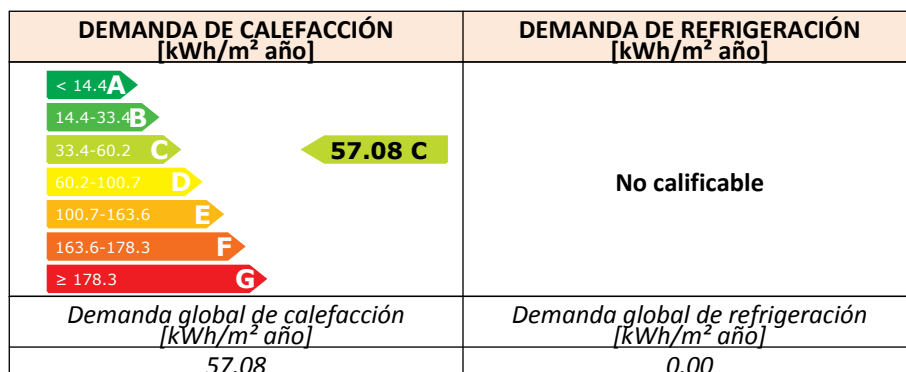 DEMANDA DE CALEFACCIÓN
[kWh/m² año]
DEMANDA DE REFRIGERACIÓN
[kWh/m² año]
< 14.4 A
14.4-33.4 B
33.4-60.2 C
57.08 C
60.2-100.7 D
100.7-163.6 E
163.6-178.3 F
≥ 178.3 G
No calificable
Demanda global de calefacción
[kWh/m² año]
Demanda global de refrigeración
[kWh/m² año]
57.08
0.00